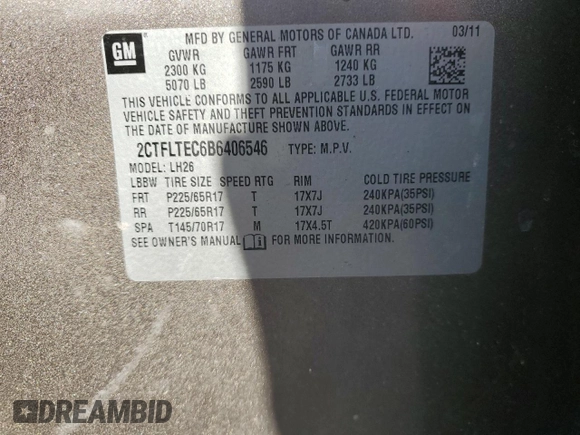 GM
MFD BY GENERAL MOTORS OF CANADA LTD. 03/11
GVWR GAWR FRT GAWR RR
2300 KG 1175 KG 1240 KG
5070 LB 2590 LB 2733 LB
THIS VEHICLE CONFORMS TO ALL APPLICABLE U.S. FEDERAL MOTOR
VEHICLE SAFETY AND THEFT PREVENTION STANDARDS IN EFFECT ON
THE DATE OF MANUFACTURE SHOWN ABOVE.
2CTFLTEC6B6406546 TYPE: M.P.V.
MODEL: LH26
LBBW TIRE SIZE SPEED RTG RIM COLD TIRE PRESSURE
FRT P225/65R17 T 17X7J 240KPA(35PSI)
RR P225/65R17 T 17X7J 240KPA(35PSI)
SPA T145/70R17 M 17X4.5T 420KPA(60PSI)
SEE OWNER'S MANUAL FOR MORE INFORMATION.
DREAMBID